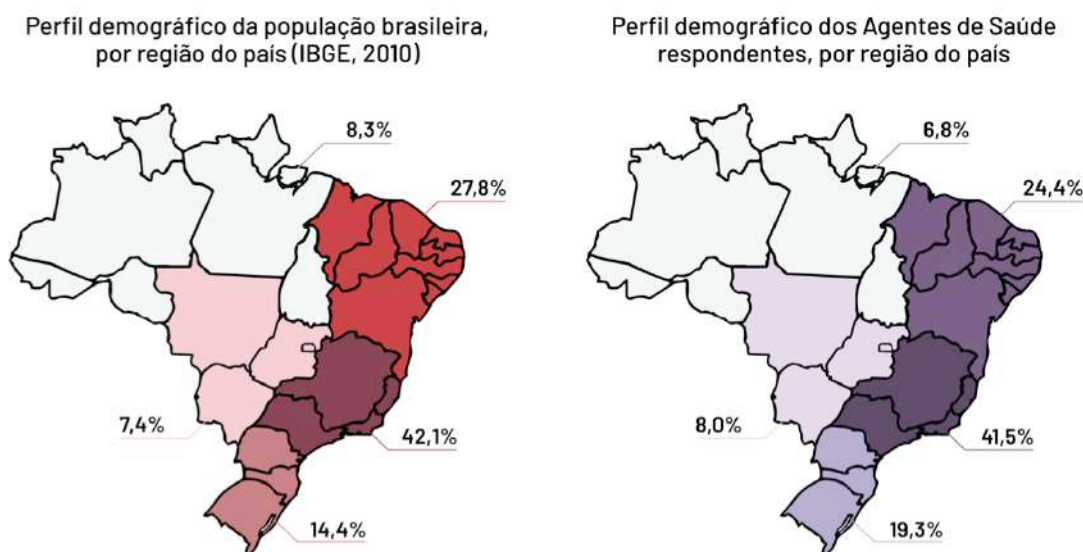 Perfil demográfico da população brasileira,
por região do país (IBGE, 2010)
8,3%
27,8%
7,4%
42,1%
14,4%
Perfil demográfico dos Agentes de Saúde
respondentes, por região do país
6,8%
24,4%
8,0%
41,5%
19,3%